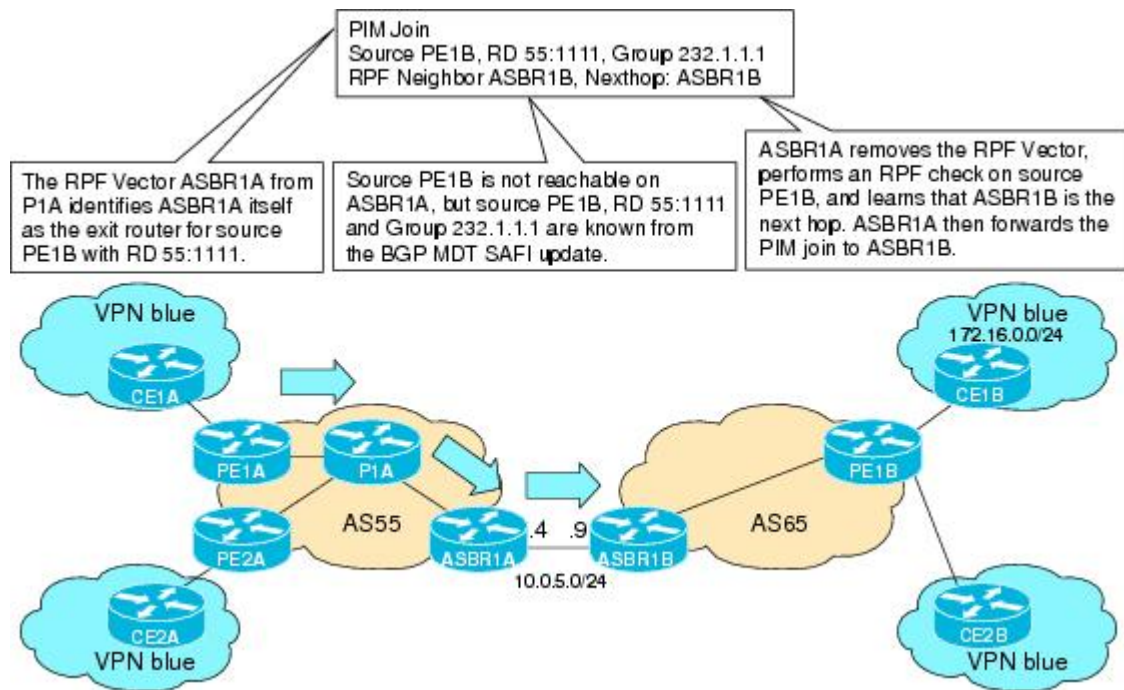 PIM Join
Source PE1B, RD 55:1111, Group 232.1.1.1
RPF Neighbor ASBR1B, Nexthop: ASBR1B
The RPF Vector ASBR1A from
P1A identifies ASBR1A itself
as the exit router for source
PE1B with RD 55:1111.
Source PE1B is not reachable on
ASBR1A, but source PE1B, RD 55:1111
and Group 232.1.1.1 are known from
the BGP MDT SAFI update.
ASBR1A removes the RPF Vector,
performs an RPF check on source
PE1B, and learns that ASBR1B is the
next hop. ASBR1A then forwards the
PIM join to ASBR1B.
VPN blue
CE1A
VPN blue
172.16.0.0/24
CE1B
PE1A
P1A
PE1B
PE2A
AS55
ASBR1A
.4
.9
ASBR1B
AS65
10.0.5.0/24
CE2A
VPN blue
CE2B
VPN blue